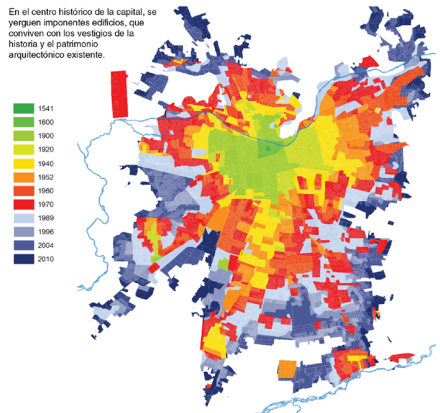 En el centro histórico de la capital, se
yerguen imponentes edificios, que
conviven con los vestigios de la
historia y el patrimonio
arquitectónico existente.
1541
1600
1900
1920
1940
1952
1960
1970
1989
1996
2004
2010